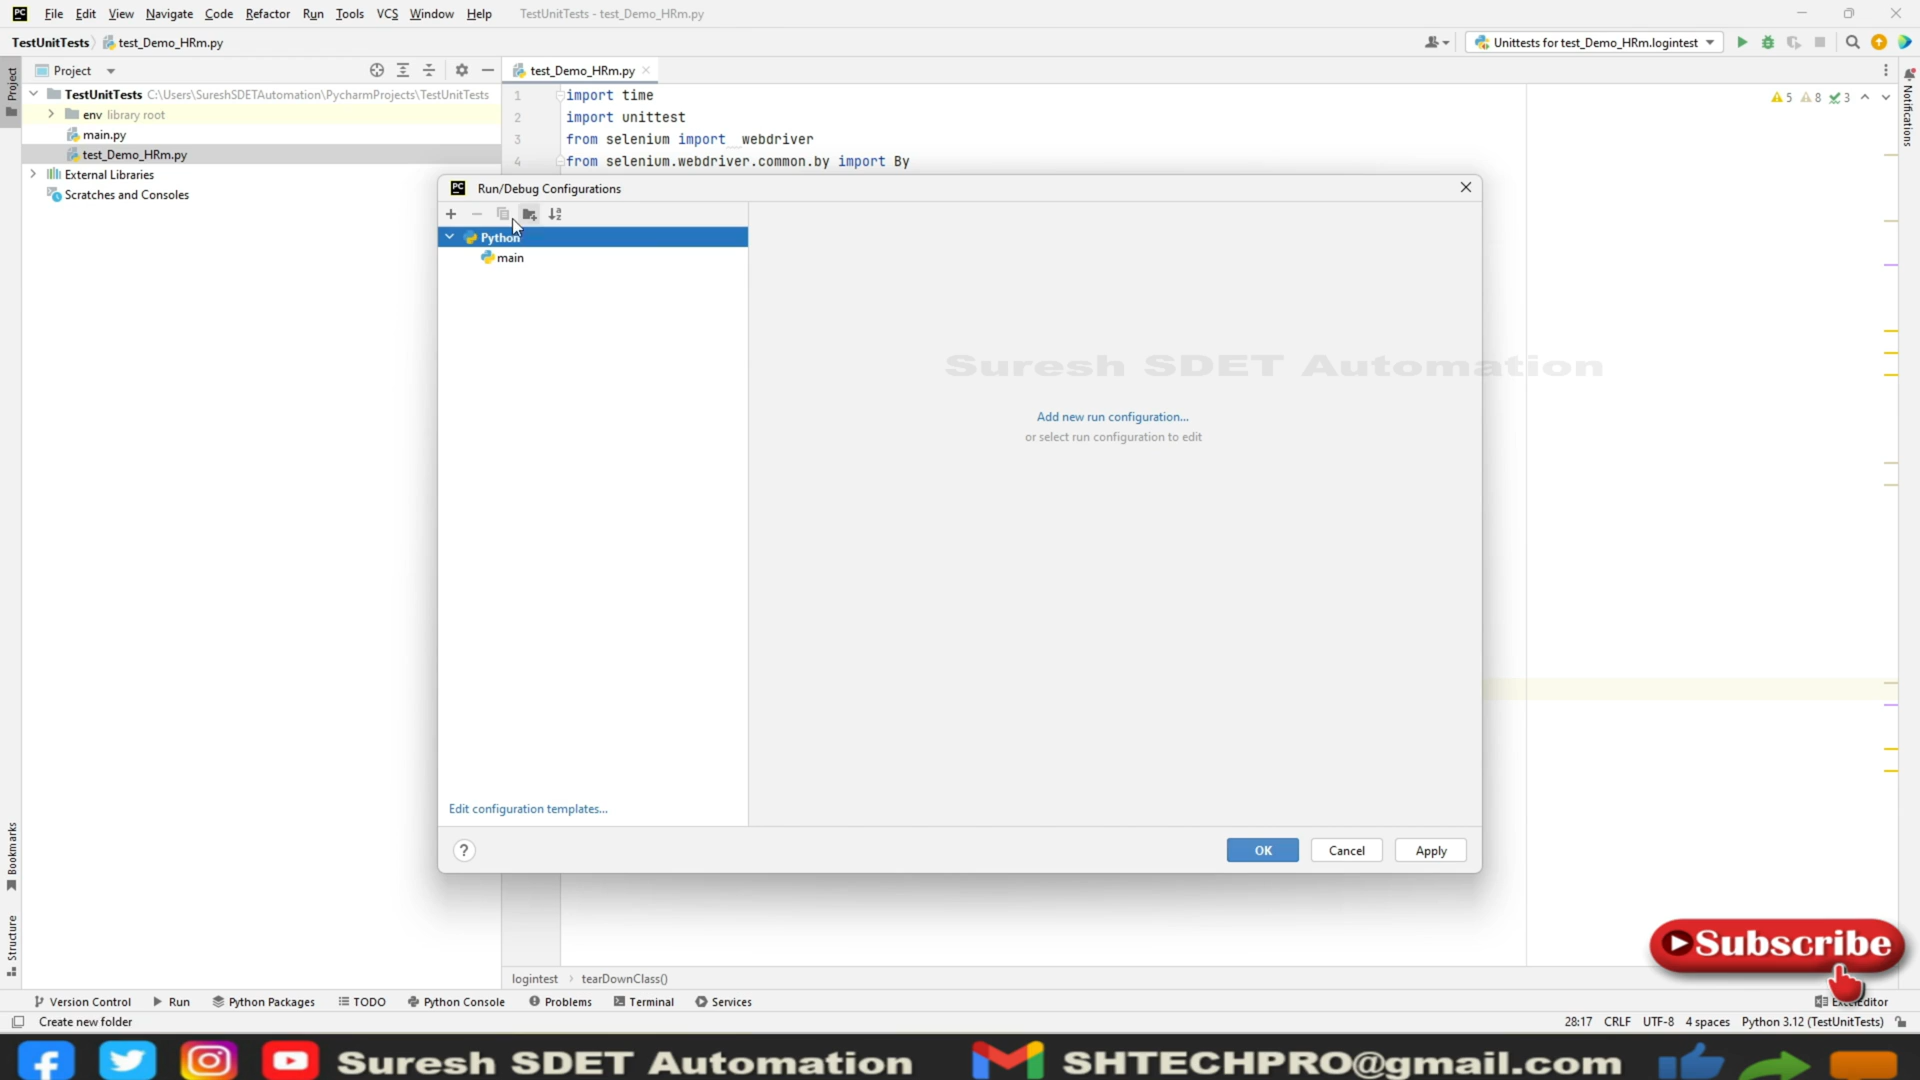 PC File Edit View Navigate Code Refactor Run Tools VCS Window Help TestUnitTests - test_Demo_HRm.py
TestUnitTests test_Demo_HRm.py Unittests for test_Demo_HRm.logintest
Project
Project
test_Demo_HRm.py
TestUnitTests C:\Users\SureshSDETAutomation\PycharmProjects\TestUnitTests
env library root
main.py
test_Demo_HRm.py
External Libraries
Scratches and Consoles
1 import time
2 import unittest
3 from selenium import webdriver
4 from selenium.webdriver.common.by import By
5 8 3
Notifications
PC Run/Debug Configurations
Python
main
Suresh SDET Automation
Add new run configuration...
or select run configuration to edit
Edit configuration templates...
? OK Cancel Apply
Bookmarks
Structure
Subscribe
logintest > tearDownClass()
Version Control Run Python Packages TODO Python Console Problems Terminal Services
Create new folder 28:17 CRLF UTF-8 4 spaces Python 3.12 (TestUnitTests)
Suresh SDET Automation SHTECHPRO@gmail.com